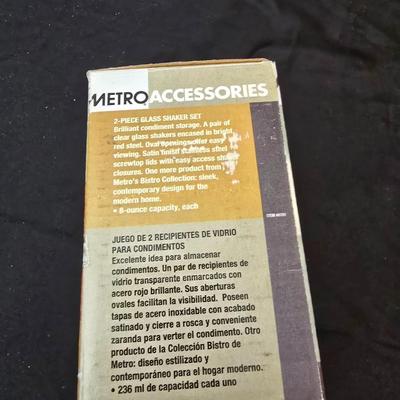 METRO ACCESSORIES
2-PIECE GLASS SHAKER SET
Brilliant condiment storage. A pair of
clear glass shakers encased in bright
red steel. Oval openings offer easy
viewing. Satin finish stainless steel
screwtop lids with easy access shaker
closures. One more product from
Metro's Bistro Collection: sleek,
contemporary design for the
modern home.
• 8-ounce capacity, each
JUEGO DE 2 RECIPIENTES DE VIDRIO
PARA CONDIMENTOS
Excelente idea para almacenar
condimentos. Un par de recipientes de
vidrio transparente enmarcados con
acero rojo brillante. Sus aberturas
ovales facilitan la visibilidad. Poseen
tapas de acero inoxidable con acabado
satinado y cierre a rosca y conveniente
zaranda para verter el condimento. Otro
producto de la Colección Bistro de
Metro: diseño estilizado y
contemporáneo para el hogar moderno.
• 236 ml de capacidad cada uno